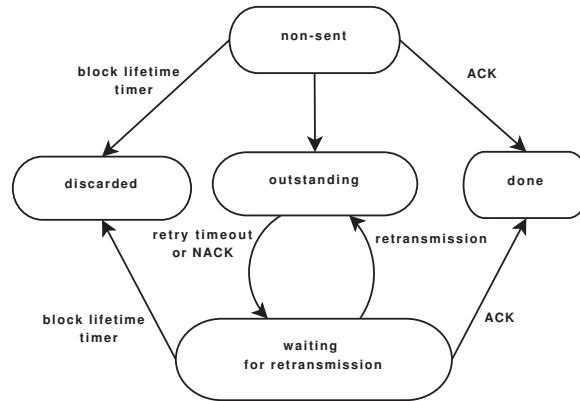 non-sent
block lifetime
timer
ACK
discarded
outstanding
done
retry timeout
or NACK
retransmission
block lifetime
timer
ACK
waiting
for retransmission